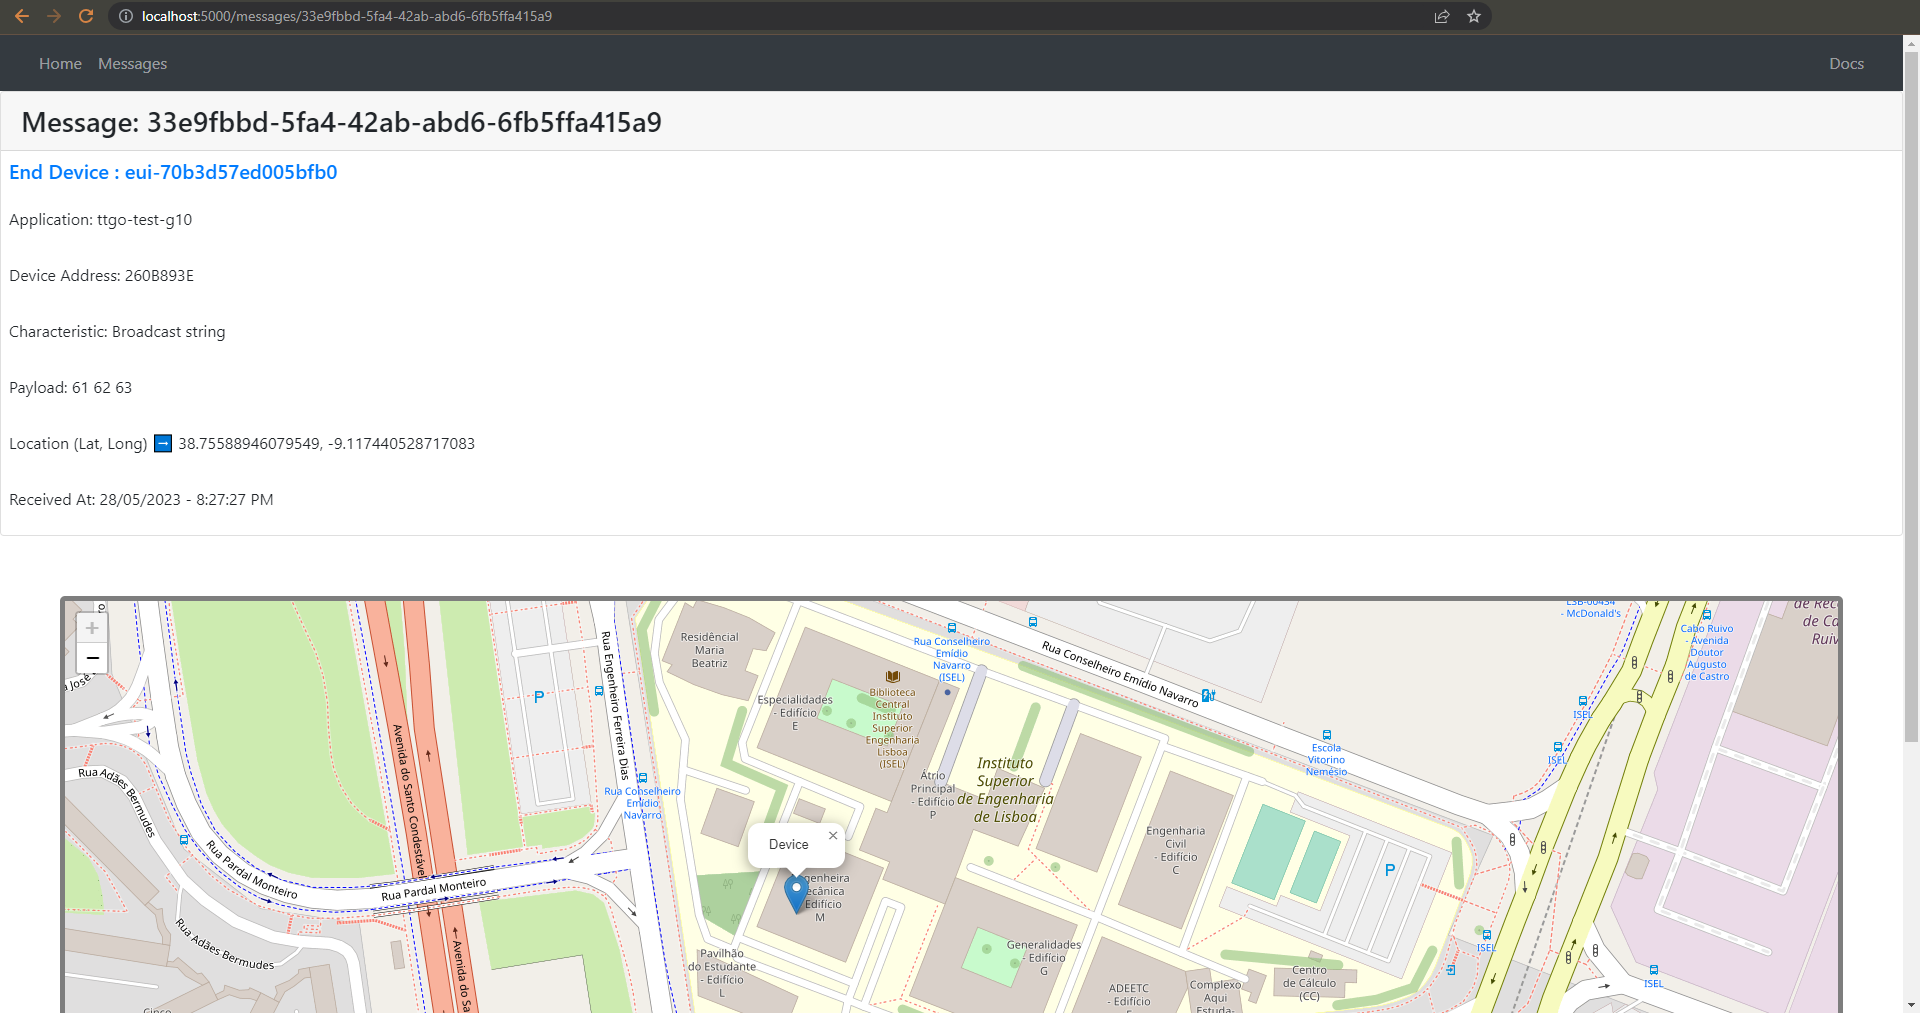 localhost:5000/messages/33e9fbbd-5fa4-42ab-abd6-6fb5ffa415a9
Home Messages Docs
Message: 33e9fbbd-5fa4-42ab-abd6-6fb5ffa415a9
End Device : eui-70b3d57ed005bfb0
Application: ttgo-test-g10
Device Address: 260B893E
Characteristic: Broadcast string
Payload: 61 62 63
Location (Lat, Long) ➡ 38.75588946079549, -9.117440528717083
Received At: 28/05/2023 - 8:27:27 PM
+
−
Residêncial
Maria
Beatriz
Especialidades
- Edifício
E
Biblioteca
Central
Instituto
Superior
Engenharia
Lisboa
(ISEL)
Rua Conselheiro
Emídio
Navarro
(ISEL)
Rua Conselheiro Emídio Navarro
- McDonald's
Cabo Ruivo
- Avenida
Doutor
Augusto
de Castro
ISEL
ISEL
Escola
Vitorino
Nemésio
P
Rua Engenheiro Ferreira Dias
Avenida do Santo Condestável
Rua Conselheiro
Emídio
Navarro
Átrio
Principal
- Edifício
P
Instituto
Superior
de Engenharia
de Lisboa
Engenharia
Civil
- Edifício
C
P
Device
×
Edifício
M
Rua Adães Bermudes
Rua Pardal Monteiro
Rua Pardal Monteiro
Rua Adães Bermudes
Avenida do Sa
Pavilhão
do Estudante
- Edifício
L
Generalidades
- Edifício
G
ADEETC
- Edifício
Complexo
Aqui
Estuda-
Centro
de Cálculo
(CC)
ISEL
ISEL